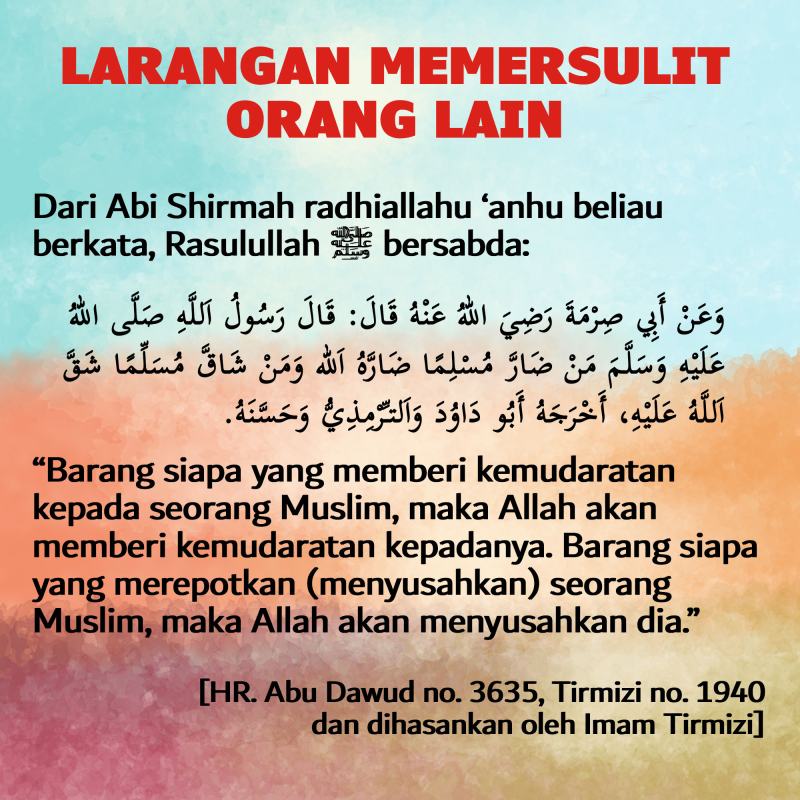 LARANGAN MEMERSULIT
ORANG LAIN
Dari Abi Shirmah radhiallahu ‘anhu beliau
berkata, Rasulullah ﷺ bersabda:
وَعَنْ أَبِي صِرْمَةَ رَضِيَ اللهُ عَنْهُ قَالَ: قَالَ رَسُولُ اَللَّهِ صَلَّى اللهُ
عَلَيْهِ وَسَلَّمَ مَنْ ضَارَّ مُسْلِمًا ضَارَّهُ اَلله وَمَنْ شَاقَّ مُسَلِّمًا شَقَّ
اَللَّهُ عَلَيْهِ، أَخْرَجَهُ أَبُو دَاوُدَ وَاَلتِّرْمِذِيُّ وَحَسَّنَهُ.
“Barang siapa yang memberi kemudaratan
kepada seorang Muslim, maka Allah akan
memberi kemudaratan kepadanya. Barang siapa
yang merepotkan (menyusahkan) seorang
Muslim, maka Allah akan menyusahkan dia.”
[HR. Abu Dawud no. 3635, Tirmizi no. 1940
dan dihasankan oleh Imam Tirmizi]